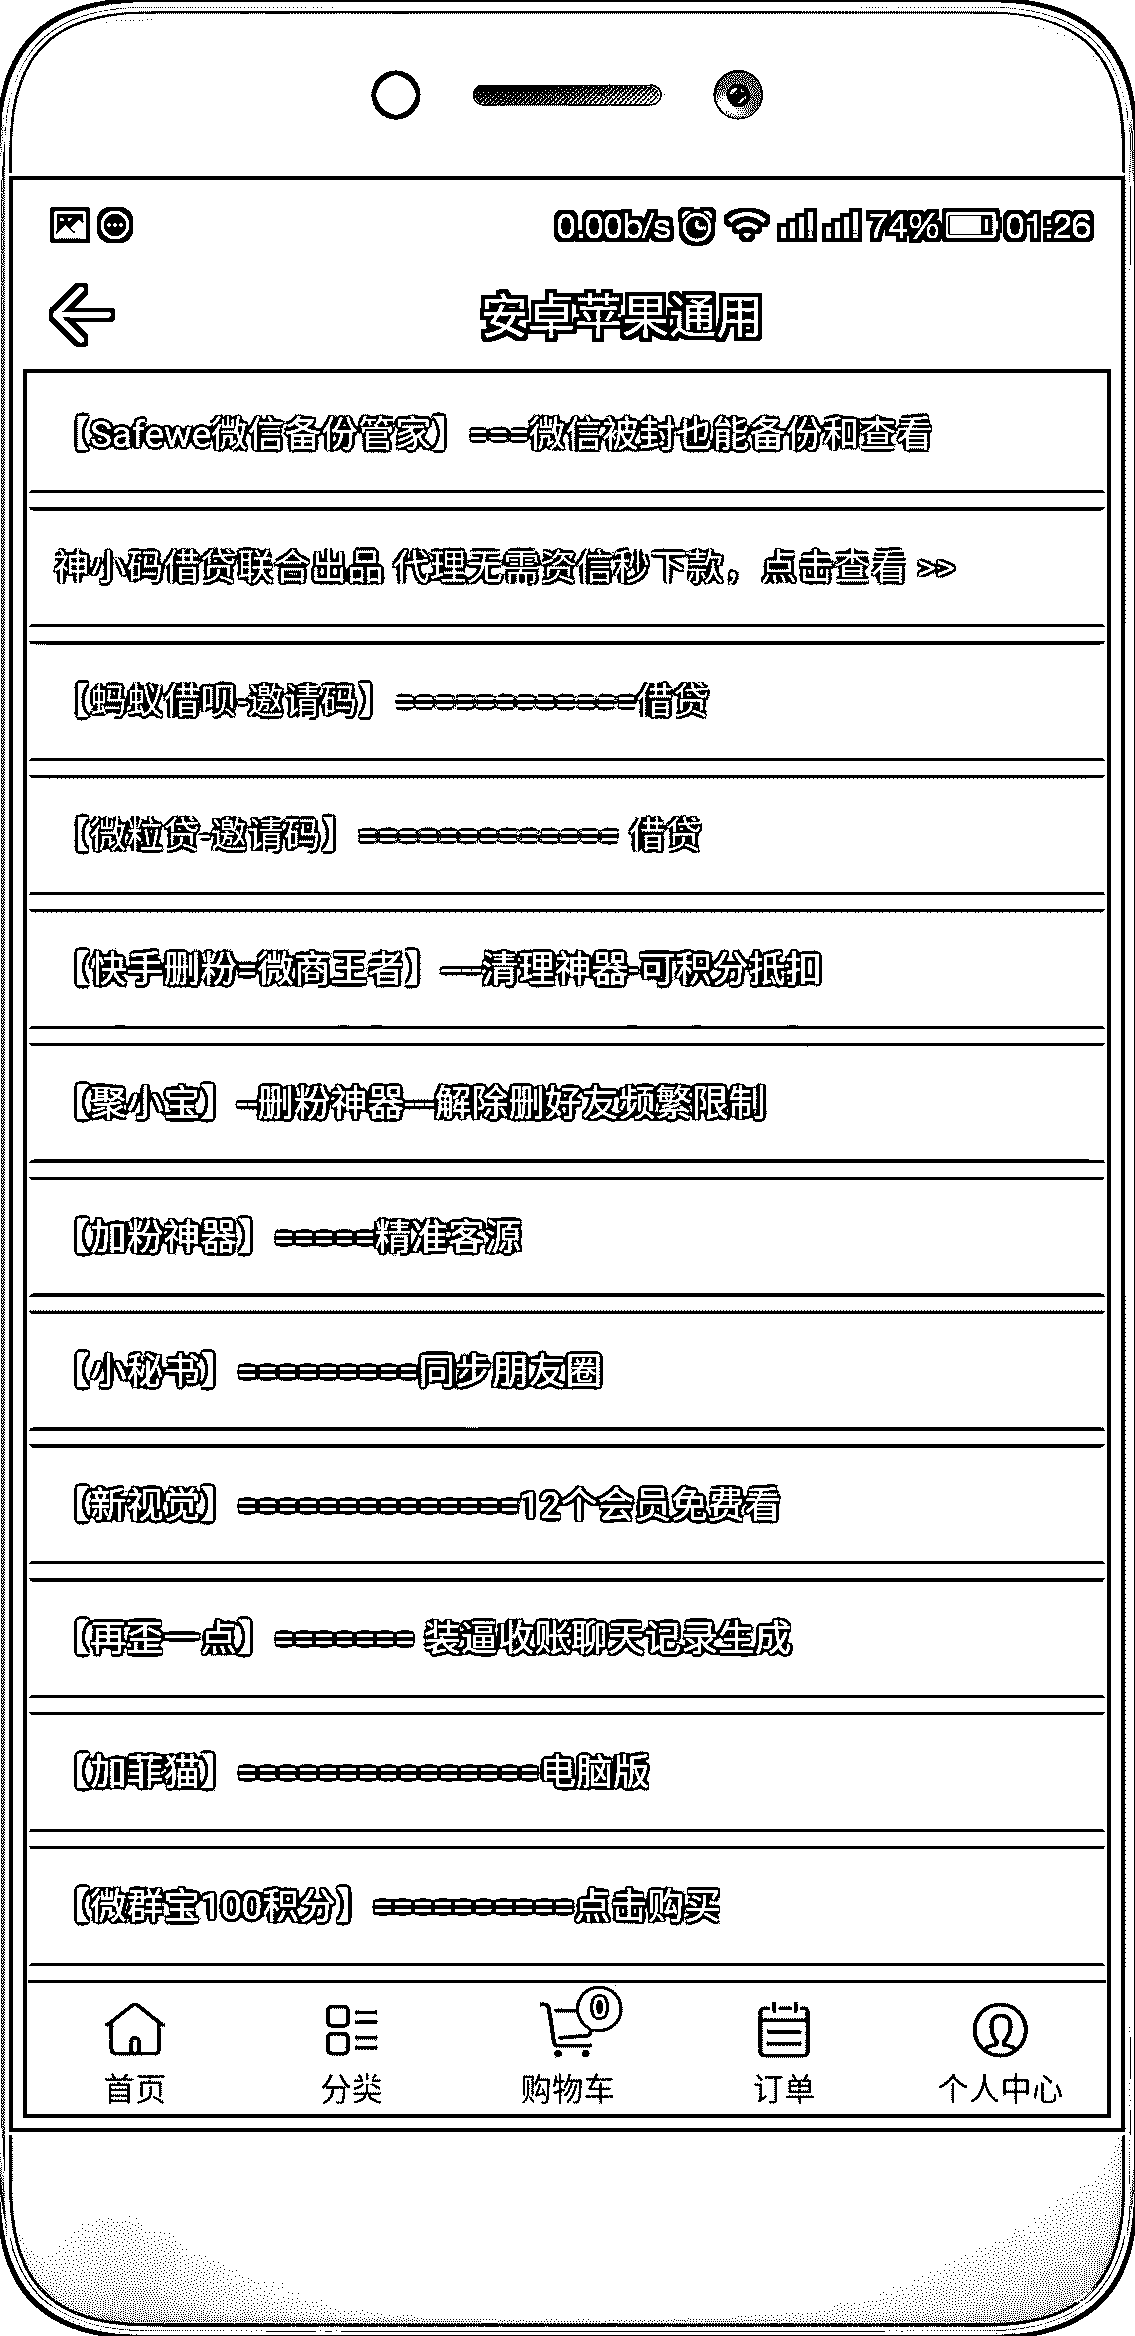 0.00b/s 74% 01:26
安卓苹果通用
【Safewe微信备份管家】===微信被封也能备份和查看
神小码借贷联合出品 代理无需资信秒下款，点击查看 >>
【蚂蚁借呗-邀请码】============借贷
【微粒贷-邀请码】============= 借贷
【快手删粉=微商王者】—清理神器-可积分抵扣
【聚小宝】–删粉神器—解除删好友频繁限制
【加粉神器】=====精准客源
【小秘书】=========同步朋友圈
【新视觉】==============12个会员免费看
【再歪一点】======= 装逼收账聊天记录生成
【加菲猫】===============电脑版
【微群宝100积分】==========点击购买
0
首页 分类 购物车 订单 个人中心